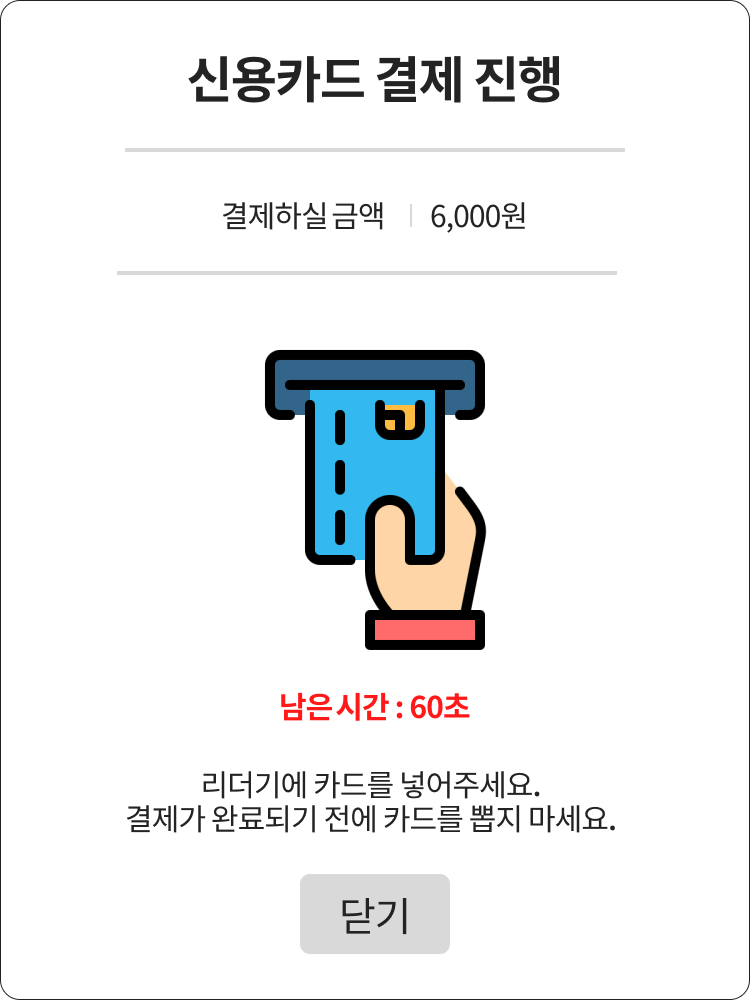 신용카드 결제 진행
결제하실 금액 | 6,000원
남은 시간 : 60초
리더기에 카드를 넣어주세요.
결제가 완료되기 전에 카드를 뽑지 마세요.
닫기